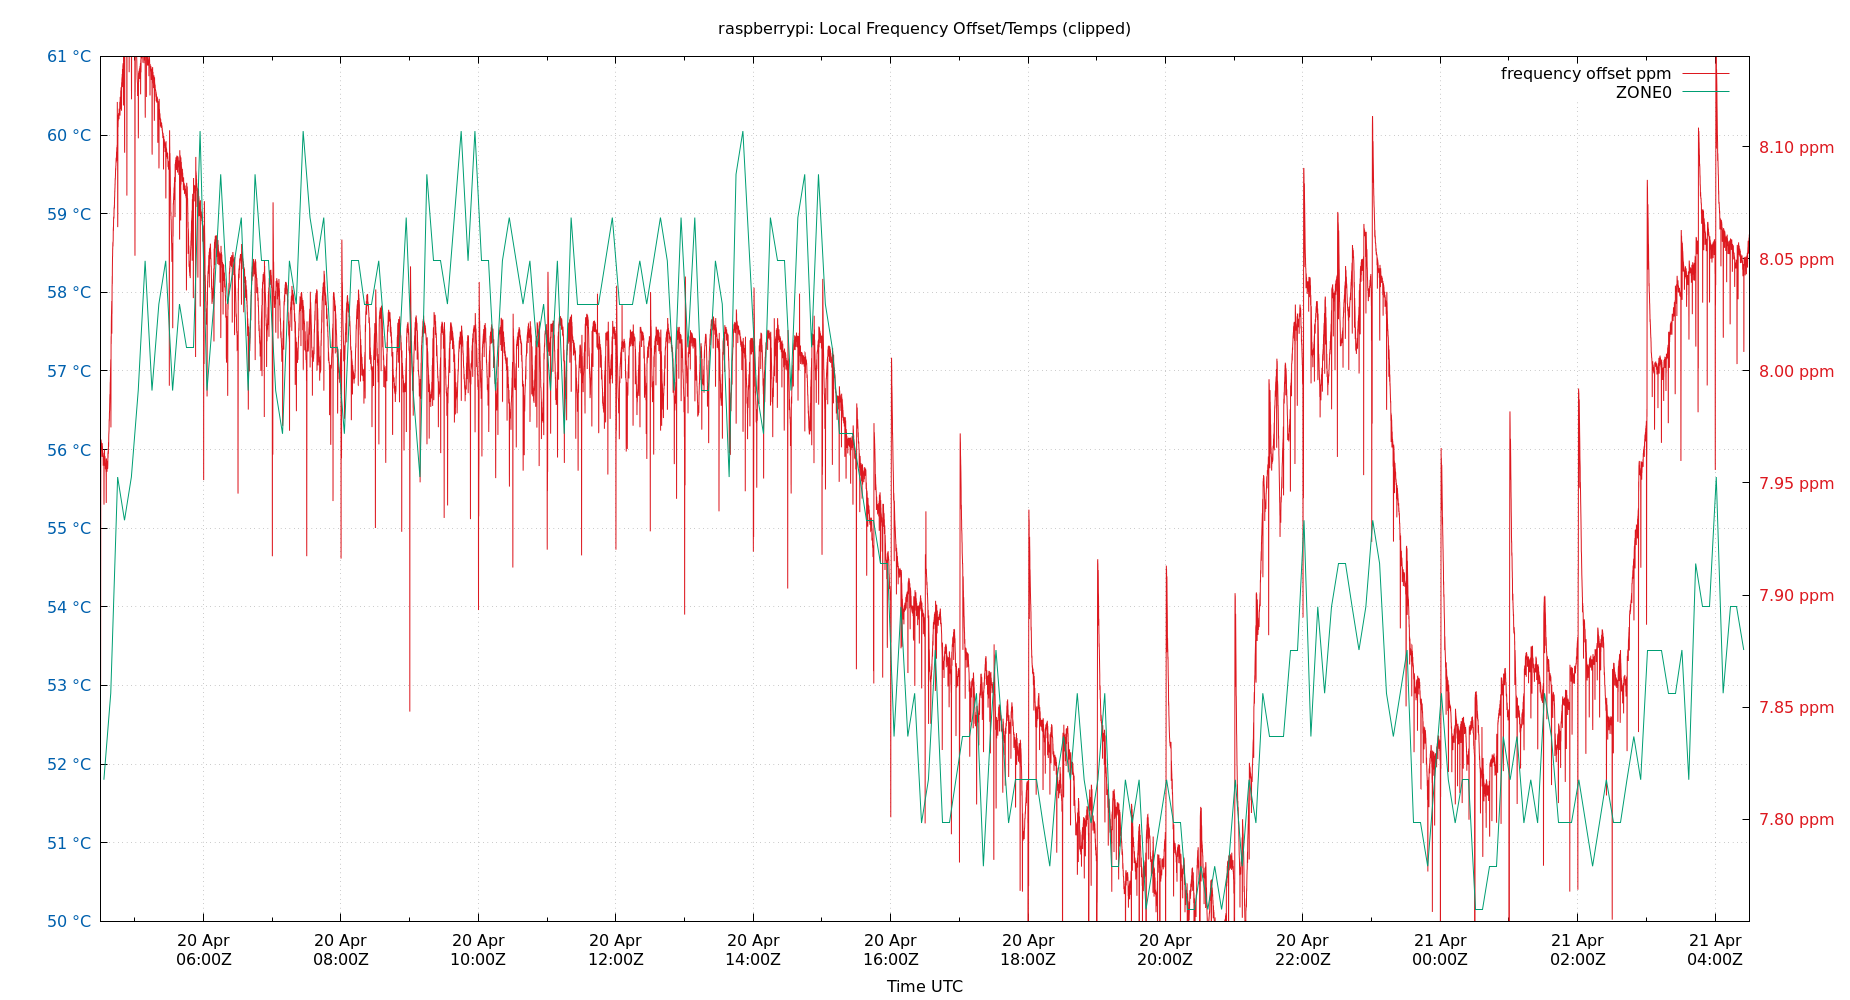 raspberrypi: Local Frequency Offset/Temps (clipped)
61 °C
60 °C
59 °C
58 °C
57 °C
56 °C
55 °C
54 °C
53 °C
52 °C
51 °C
50 °C
frequency offset ppm
ZONE0
8.10 ppm
8.05 ppm
8.00 ppm
7.95 ppm
7.90 ppm
7.85 ppm
7.80 ppm
20 Apr 20 Apr 20 Apr 20 Apr 20 Apr 20 Apr 20 Apr 20 Apr 20 Apr 21 Apr 21 Apr 21 Apr
06:00Z 08:00Z 10:00Z 12:00Z 14:00Z 16:00Z 18:00Z 20:00Z 22:00Z 00:00Z 02:00Z 04:00Z
Time UTC